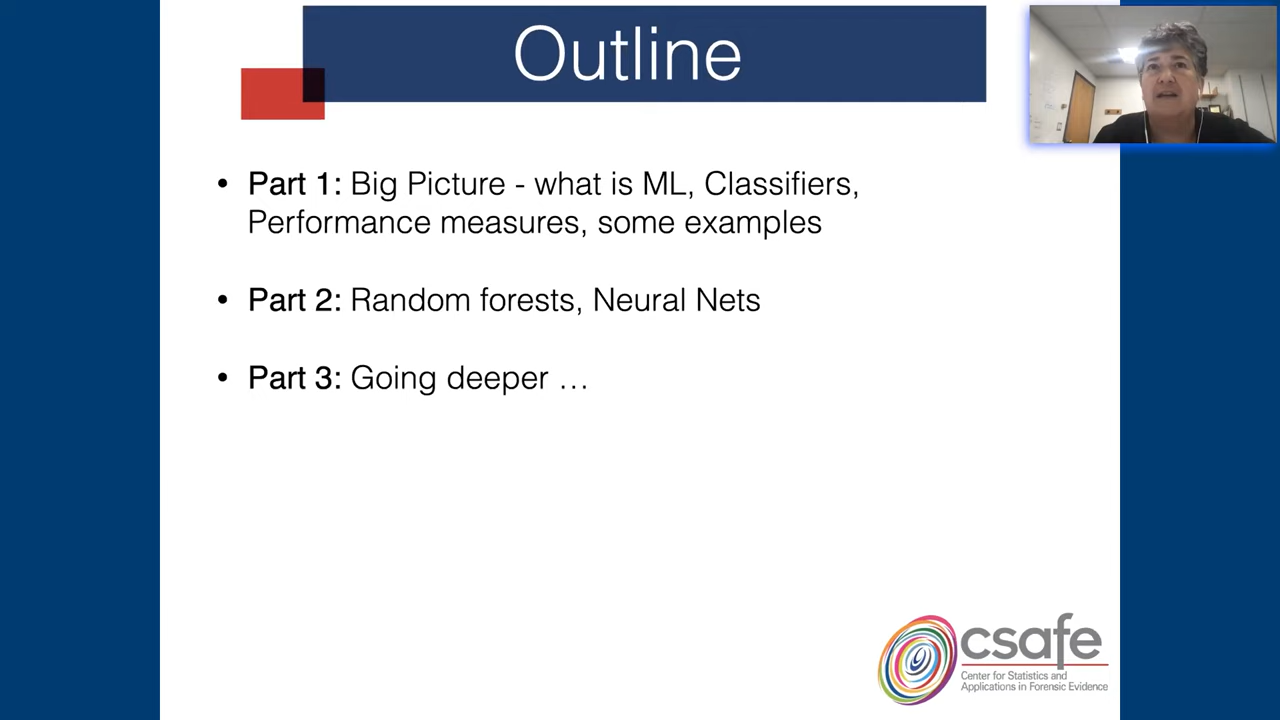 Outline
• Part 1: Big Picture - what is ML, Classifiers,
Performance measures, some examples
• Part 2: Random forests, Neural Nets
• Part 3: Going deeper …
csafe
Center for Statistics and
Applications in Forensic Evidence